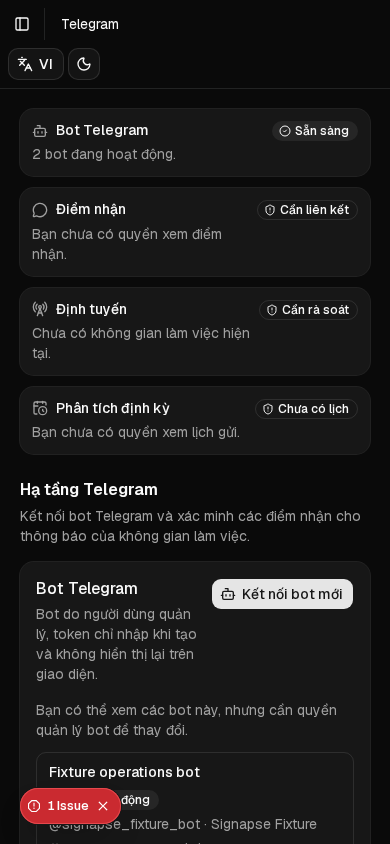 Telegram
VI
Bot Telegram
Sẵn sàng
2 bot đang hoạt động.
Điểm nhận
Cần liên kết
Bạn chưa có quyền xem điểm
nhận.
Định tuyến
Cần rà soát
Chưa có không gian làm việc hiện
tại.
Phân tích định kỳ
Chưa có lịch
Bạn chưa có quyền xem lịch gửi.
Hạ tầng Telegram
Kết nối bot Telegram và xác minh các điểm nhận cho
thông báo của không gian làm việc.
Bot Telegram
Kết nối bot mới
Bot do người dùng quản
lý, token chỉ nhập khi tạo
và không hiển thị lại trên
giao diện.
Bạn có thể xem các bot này, nhưng cần quyền
quản lý bot để thay đổi.
Fixture operations bot
động
1 Issue
@signapse_fixture_bot · Signapse Fixture